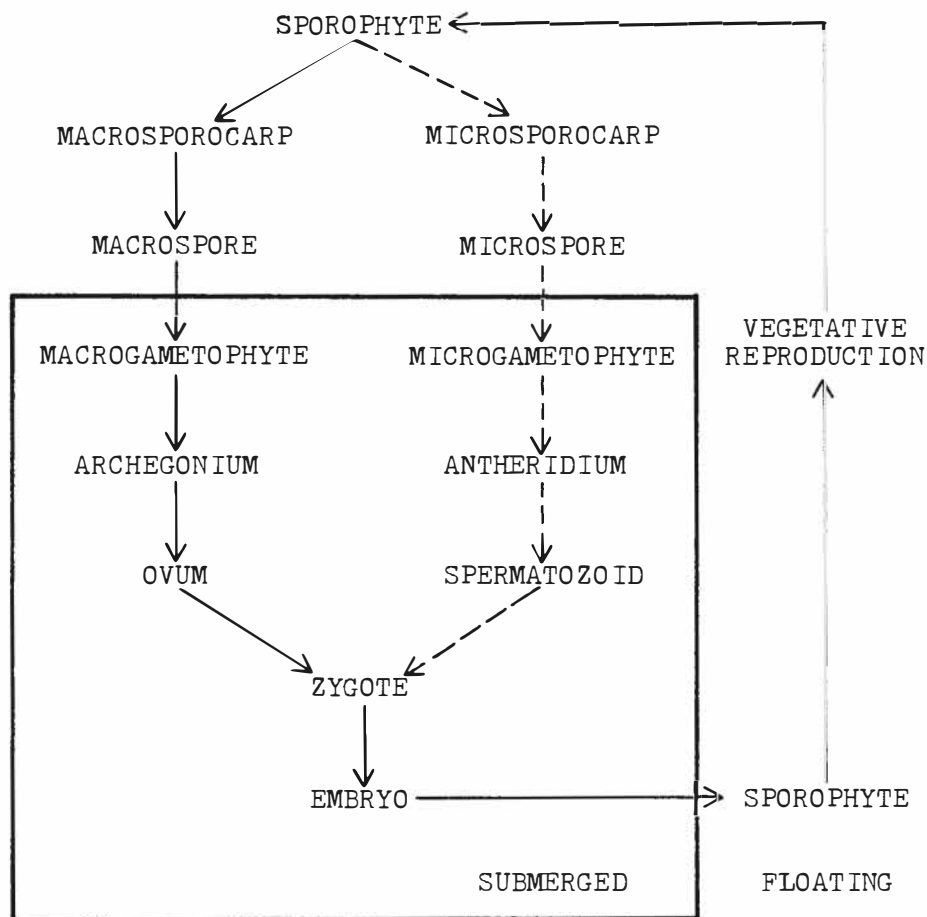 SPOROPHYTE
MACROSPOROCARP
MICROSPOROCARP
MACROSPORE
MICROSPORE
MACROGAMETOPHYTE
MICROGAMETOPHYTE
VEGETATIVE
REPRODUCTION
ARCHEGONIUM
ANTHERIDIUM
OVUM
SPERMATOZOID
ZYGOTE
EMBRYO
SPOROPHYTE
SUBMERGED
FLOATING